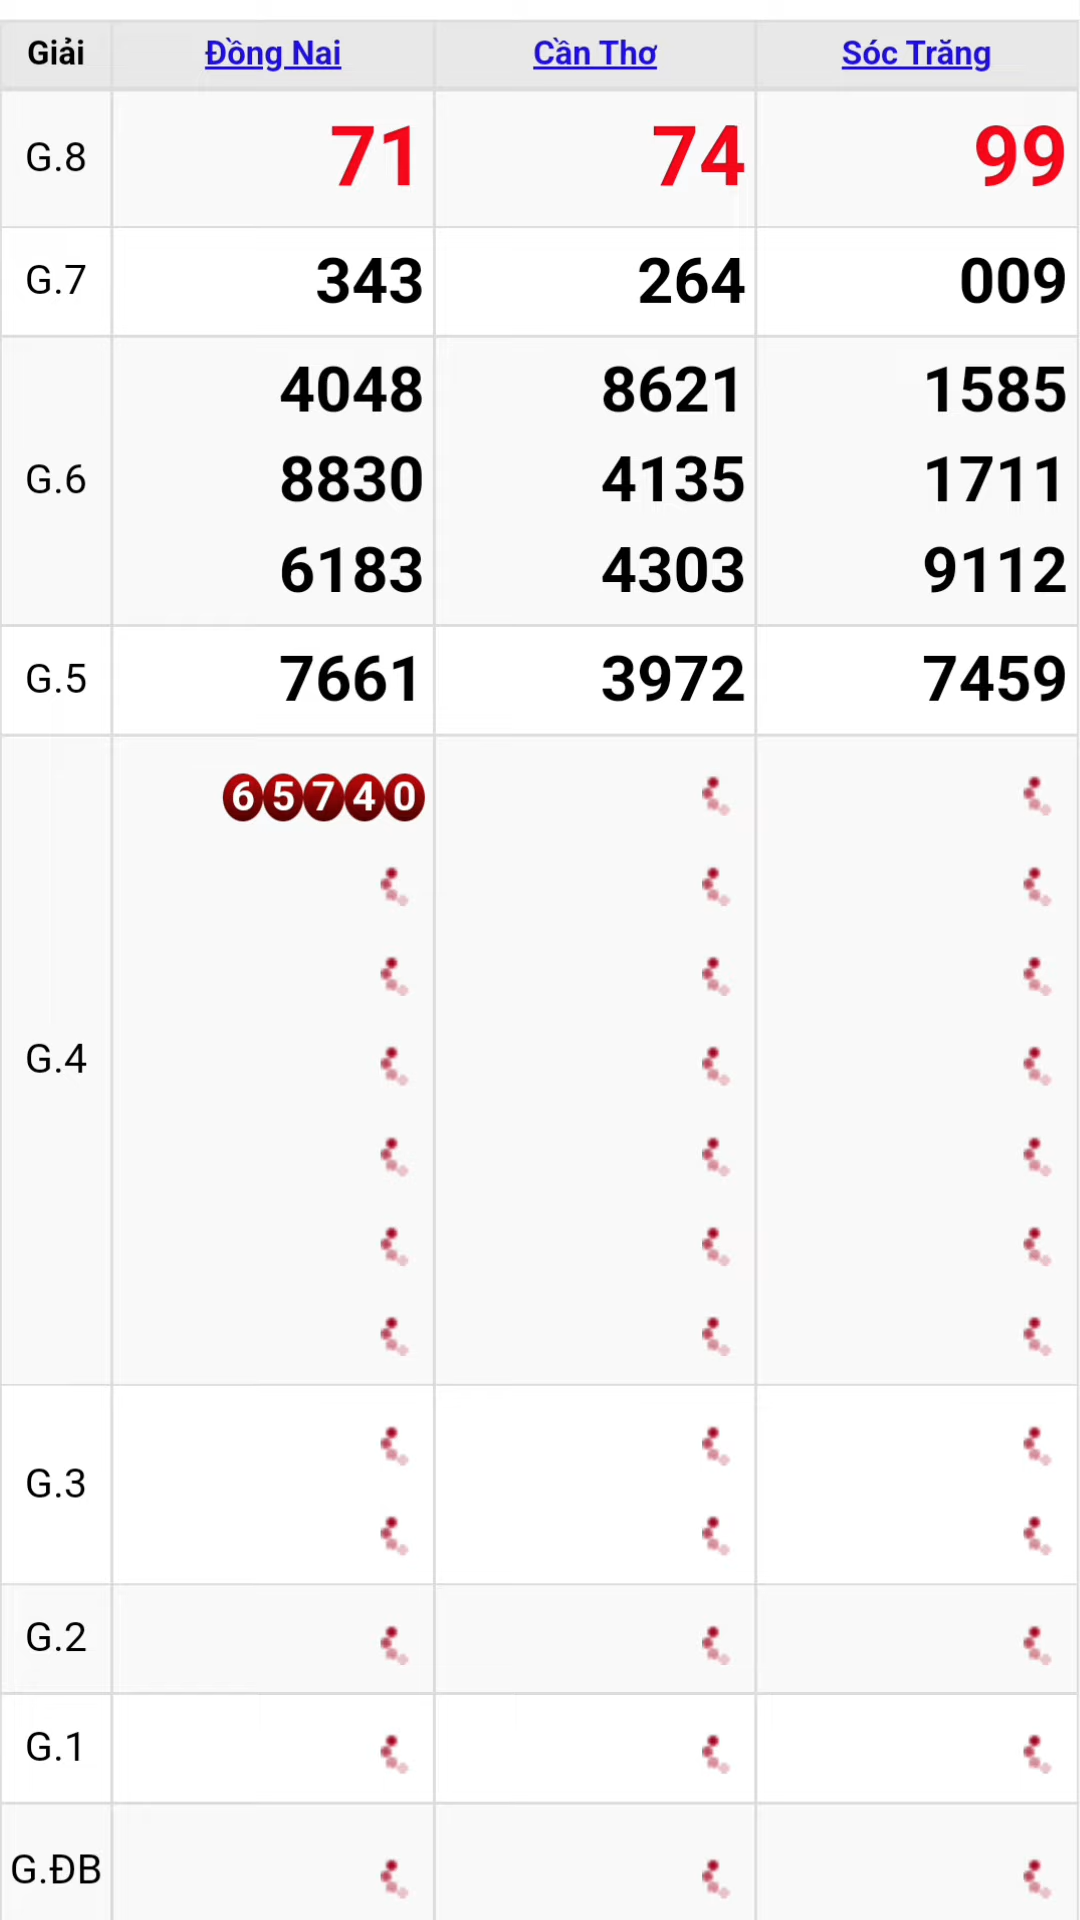 Giải Đồng Nai Cần Thơ Sóc Trăng
G.8 71 74 99
G.7 343 264 009
4048 8621 1585
G.6 8830 4135 1711
6183 4303 9112
G.5 7661 3972 7459
65740
G.4
G.3
G.2
G.1
G.ĐB